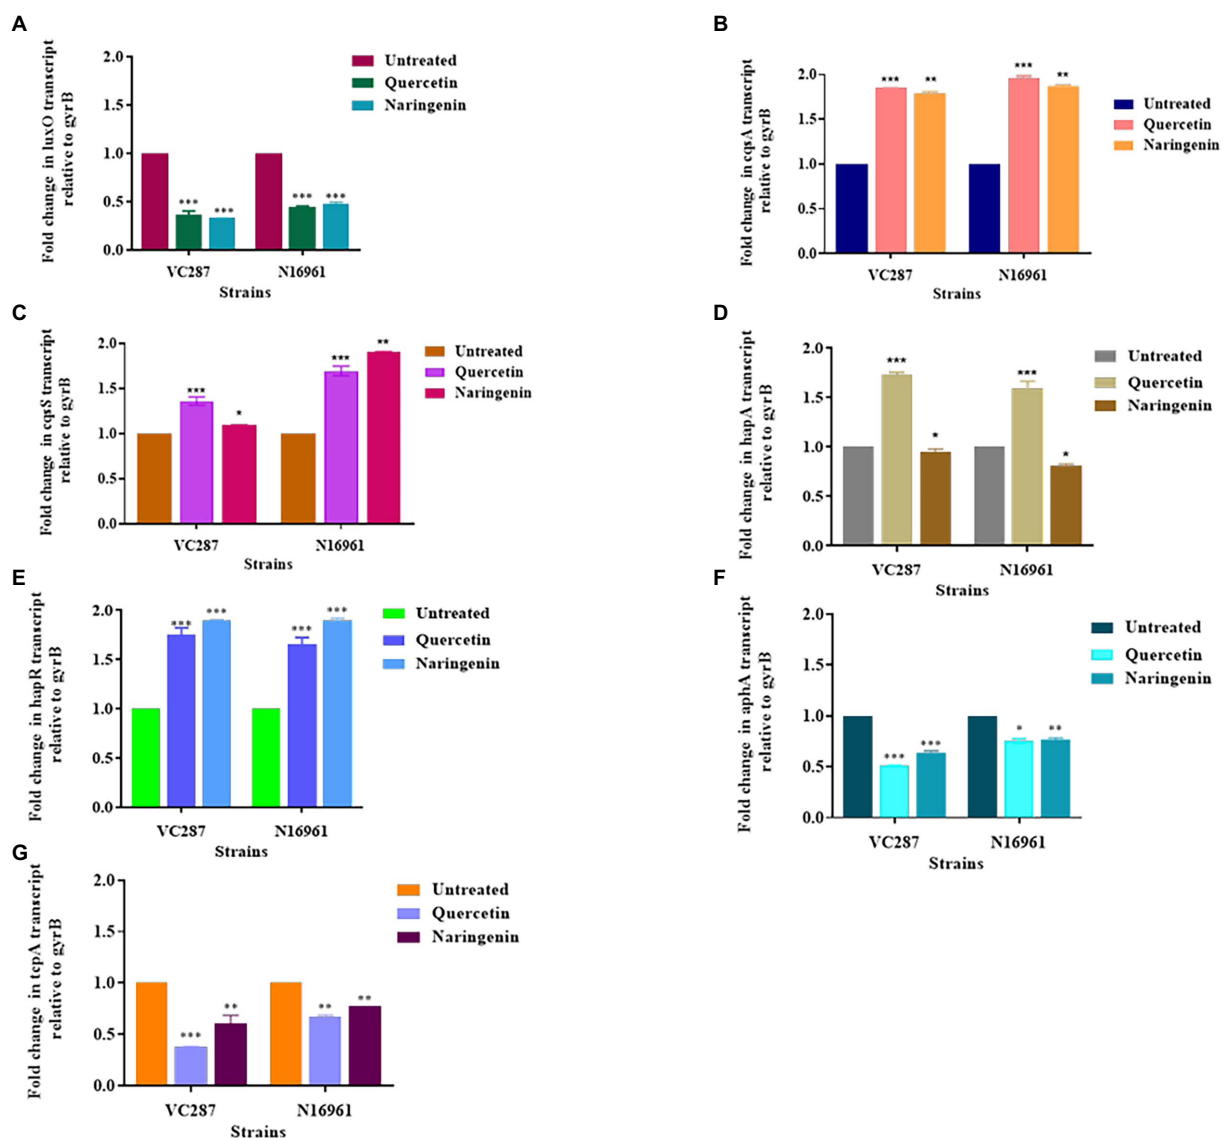 A
Fold change in luxO transcript
relative to gyrB
2.0
1.5
1.0
0.5
0.0
***
***
***
***
VC287
N16961
Strains
Untreated
Quercetin
Naringenin
B
Fold change in cqsA transcript
relative to gyrB
2.0
1.5
1.0
0.5
0.0
***
**
***
**
VC287
N16961
Strains
Untreated
Quercetin
Naringenin
C
Fold change in cqsS transcript
relative to gyrB
2.0
1.5
1.0
0.5
0.0
***
*
***
**
VC287
N16961
Strains
Untreated
Quercetin
Naringenin
D
Fold change in hapA transcript
relative to gyrB
2.0
1.5
1.0
0.5
0.0
***
*
***
*
VC287
N16961
Strains
Untreated
Quercetin
Naringenin
E
Fold change in hapR transcript
relative to gyrB
2.0
1.5
1.0
0.5
0.0
***
***
***
***
VC287
N16961
Strains
Untreated
Quercetin
Naringenin
F
Fold change in aphA transcript
relative to gyrB
2.0
1.5
1.0
0.5
0.0
***
***
*
**
VC287
N16961
Strains
Untreated
Quercetin
Naringenin
G
Fold change in tcpA transcript
relative to gyrB
2.0
1.5
1.0
0.5
0.0
***
**
**
**
VC287
N16961
Strains
Untreated
Quercetin
Naringenin